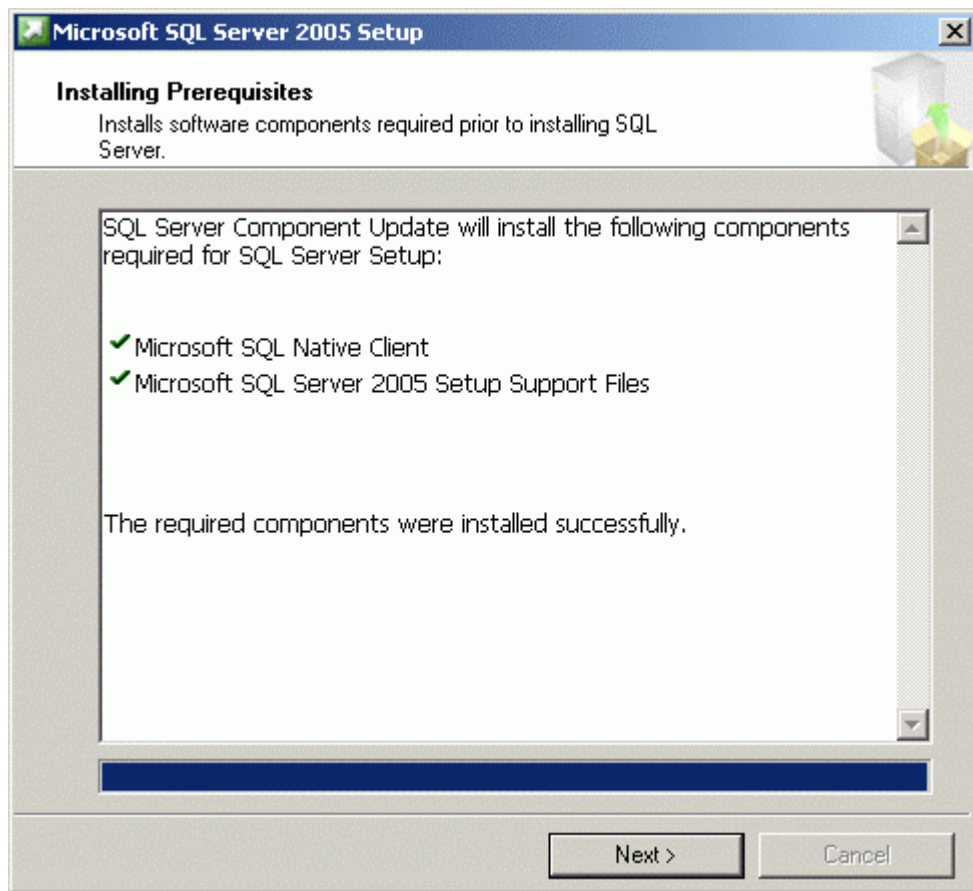 Microsoft SQL Server 2005 Setup
Installing Prerequisites
Installs software components required prior to installing SQL
Server.
SQL Server Component Update will install the following components
required for SQL Server Setup:
Microsoft SQL Native Client
Microsoft SQL Server 2005 Setup Support Files
The required components were installed successfully.
Next >
Cancel